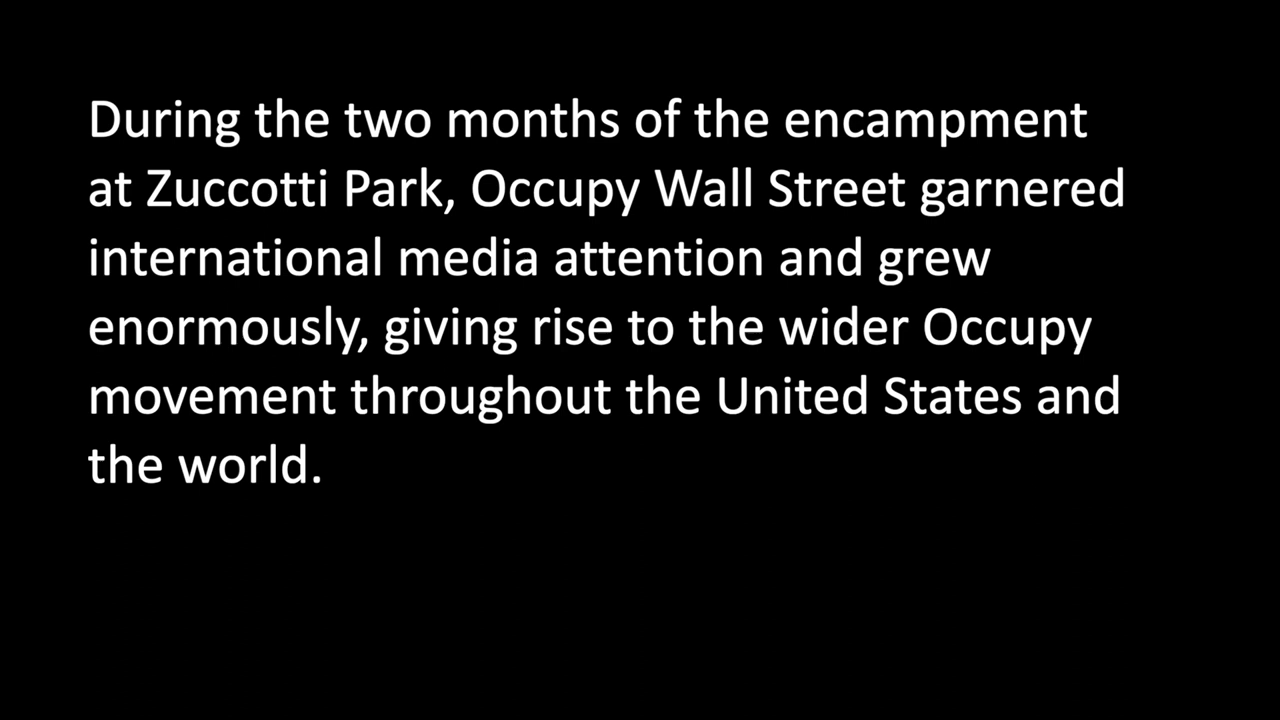 During the two months of the encampment
at Zuccotti Park, Occupy Wall Street garnered
international media attention and grew
enormously, giving rise to the wider Occupy
movement throughout the United States and
the world.